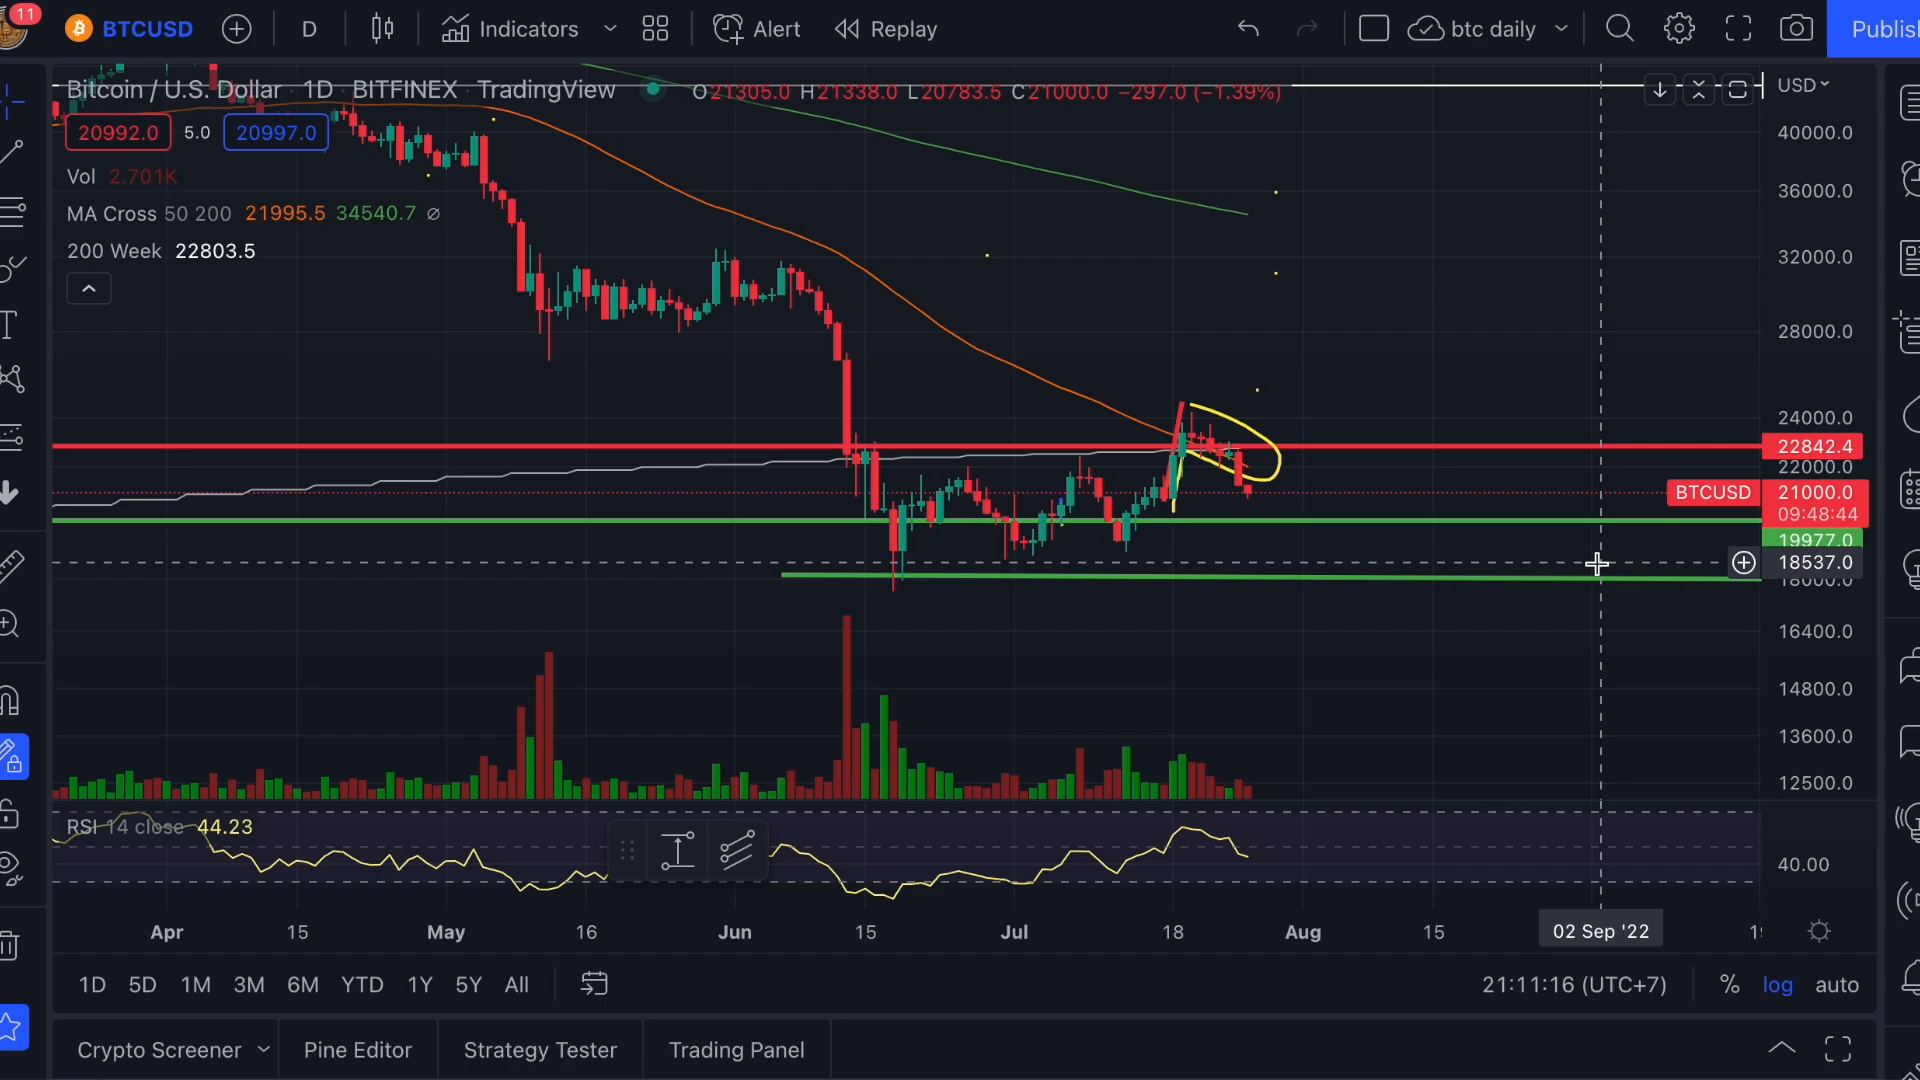 11
BTCUSD D Indicators Alert Replay btc daily Publis
Bitcoin / U.S. Dollar 1D BITFINEX TradingView O21305.0 H21338.0 L20783.5 C21000.0 −297.0 (−1.39%) USD
20992.0 5.0 20997.0
Vol 2.701K
MA Cross 50 200 21995.5 34540.7 ∅
200 Week 22803.5
40000.0
36000.0
32000.0
28000.0
24000.0
22842.4
22000.0
BTCUSD 21000.0
09:48:44
19977.0
18537.0
18000.0
16400.0
14800.0
13600.0
12500.0
RSI 14 close 44.23
40.00
Apr 15 May 16 Jun 15 Jul 18 Aug 15 02 Sep '22
1D 5D 1M 3M 6M YTD 1Y 5Y All 21:11:16 (UTC+7) % log auto
Crypto Screener Pine Editor Strategy Tester Trading Panel